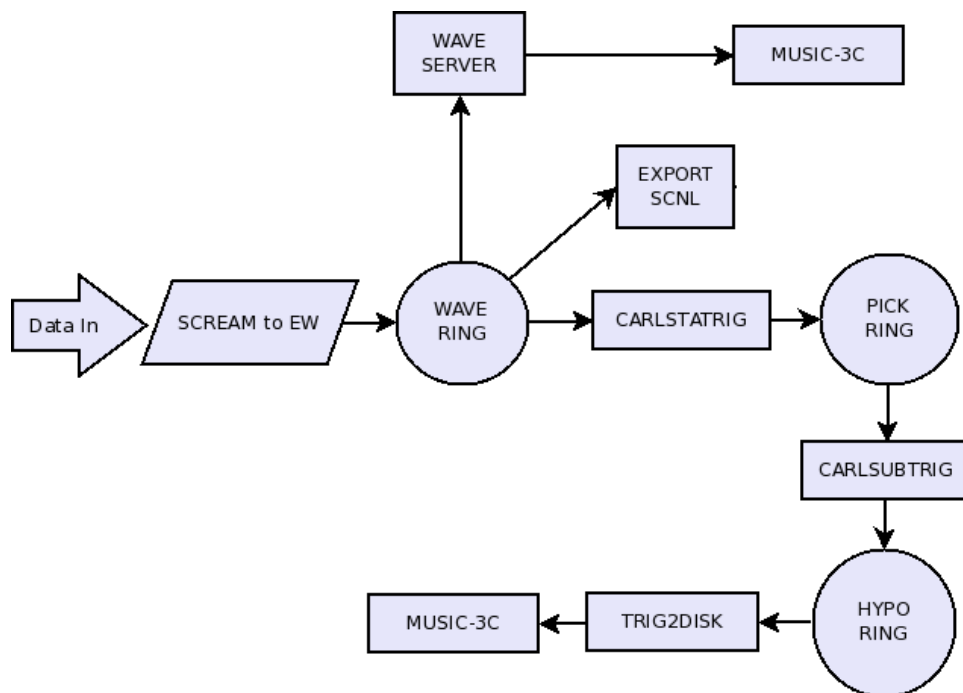 WAVE
SERVER
MUSIC-3C
EXPORT
SCNL
Data In
SCREAM to EW
WAVE
RING
CARLSTATRIG
PICK
RING
CARLSUBTRIG
HYPO
RING
TRIG2DISK
MUSIC-3C